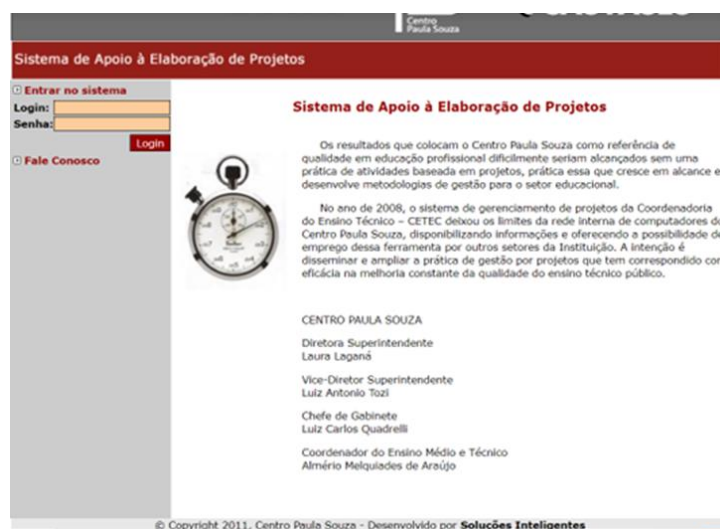 Centro
Paula Souza
Sistema de Apoio à Elaboração de Projetos
Entrar no sistema
Login:
Senha:
Login
Fale Conosco
Sistema de Apoio à Elaboração de Projetos
Os resultados que colocam o Centro Paula Souza como referência de
qualidade em educação profissional dificilmente seriam alcançados sem uma
prática de atividades baseada em projetos, prática essa que cresce em alcance e
desenvolve metodologias de gestão para o setor educacional.
No ano de 2008, o sistema de gerenciamento de projetos da Coordenadoria
do Ensino Técnico – CETEC deixou os limites da rede interna de computadores do
Centro Paula Souza, disponibilizando informações e oferecendo a possibilidade de
emprego dessa ferramenta por outros setores da Instituição. A intenção é
disseminar e ampliar a prática de gestão por projetos que tem correspondido com
eficácia na melhoria constante da qualidade do ensino técnico público.
CENTRO PAULA SOUZA
Diretora Superintendente
Laura Laganá
Vice-Diretor Superintendente
Luiz Antonio Tozi
Chefe de Gabinete
Luiz Carlos Quadrelli
Coordenador do Ensino Médio e Técnico
Almério Melquiades de Araújo
© Copyright 2011, Centro Paula Souza - Desenvolvido por Soluções Inteligentes